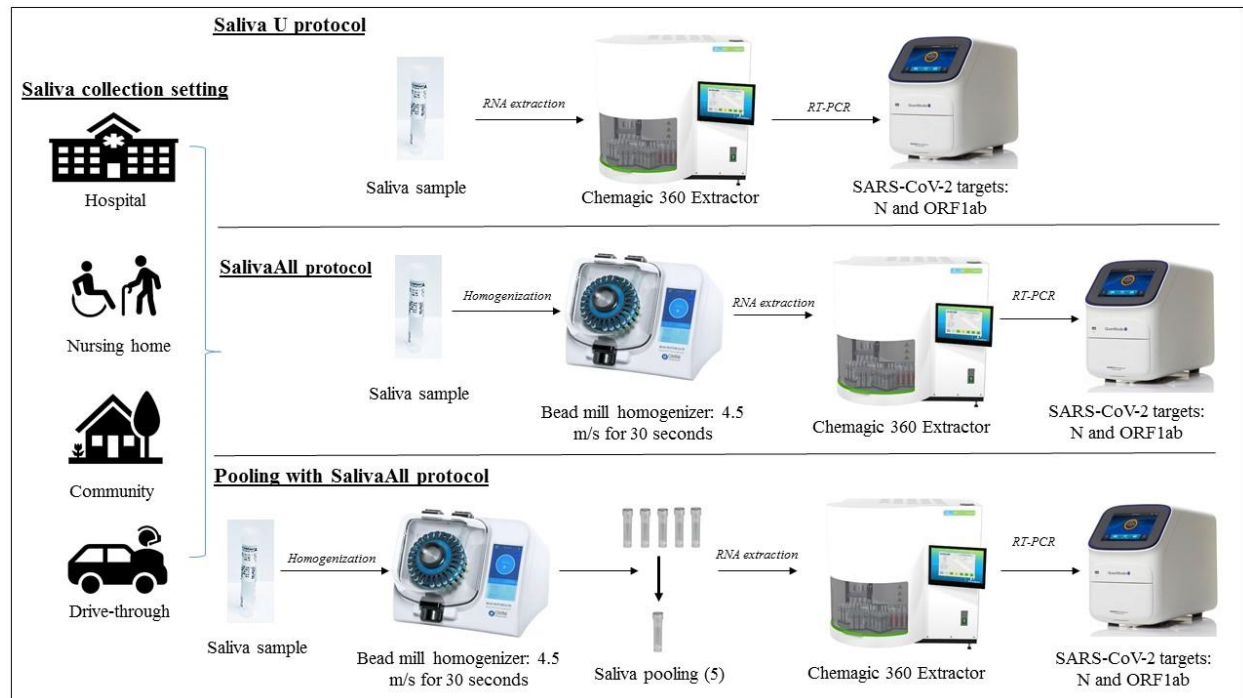 Saliva collection setting
Hospital
Nursing home
Community
Drive-through
Saliva U protocol
Saliva sample
RNA extraction
Chemagic 360 Extractor
RT-PCR
SARS-CoV-2 targets:
N and ORF1ab
SalivaAll protocol
Saliva sample
Homogenization
Bead mill homogenizer: 4.5
m/s for 30 seconds
RNA extraction
Chemagic 360 Extractor
RT-PCR
SARS-CoV-2 targets:
N and ORF1ab
Pooling with SalivaAll protocol
Saliva sample
Homogenization
Bead mill homogenizer: 4.5
m/s for 30 seconds
Saliva pooling (5)
RNA extraction
Chemagic 360 Extractor
RT-PCR
SARS-CoV-2 targets:
N and ORF1ab